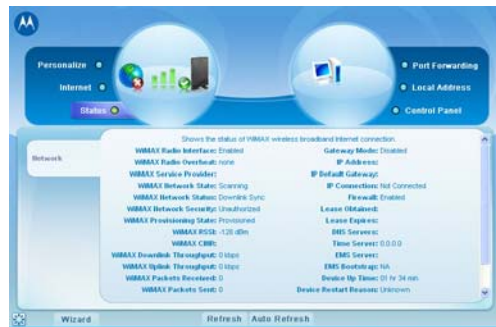 Personalize
Internet
Status
Port Forwarding
Local Address
Control Panel
Network
Shows the status of WiMAX wireless broadband Internet connection.
WiMAX Radio Interface: Enabled
WiMAX Radio Overheat: none
WiMAX Service Provider:
WiMAX Network State: Scanning
WiMAX Network Status: Downlink Sync
WiMAX Network Security: Unauthorized
WiMAX Provisioning State: Provisioned
WiMAX RSSI: -128 dBm
WiMAX CINR:
WiMAX Downlink Throughput: 0 kbps
WiMAX Uplink Throughput: 0 kbps
WiMAX Packets Received: 0
WiMAX Packets Sent: 0
Gateway Mode: Disabled
IP Address:
IP Default Gateway:
IP Connection: Not Connected
Firewall: Enabled
Lease Obtained:
Lease Expires:
DNS Servers:
Time Server: 0.0.0.0
EMS Server:
EMS Bootstrap: NA
Device Up Time: 01 hr 34 min
Device Restart Reason: Unknown
Wizard
Refresh
Auto Refresh